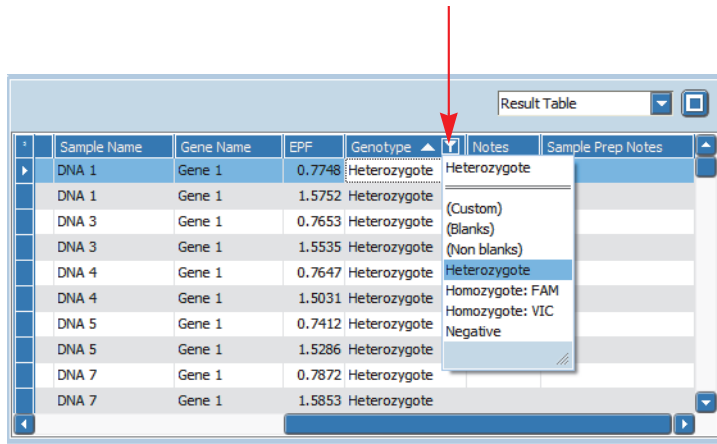 Result Table
Sample Name Gene Name EPF Genotype Notes Sample Prep Notes
DNA 1 Gene 1 0.7748 Heterozygote
DNA 1 Gene 1 1.5752 Heterozygote
DNA 3 Gene 1 0.7653 Heterozygote
DNA 3 Gene 1 1.5535 Heterozygote
DNA 4 Gene 1 0.7647 Heterozygote
DNA 4 Gene 1 1.5031 Heterozygote
DNA 5 Gene 1 0.7412 Heterozygote
DNA 5 Gene 1 1.5286 Heterozygote
DNA 7 Gene 1 0.7872 Heterozygote
DNA 7 Gene 1 1.5853 Heterozygote
Heterozygote
(Custom)
(Blanks)
(Non blanks)
Heterozygote
Homozygote: FAM
Homozygote: VIC
Negative